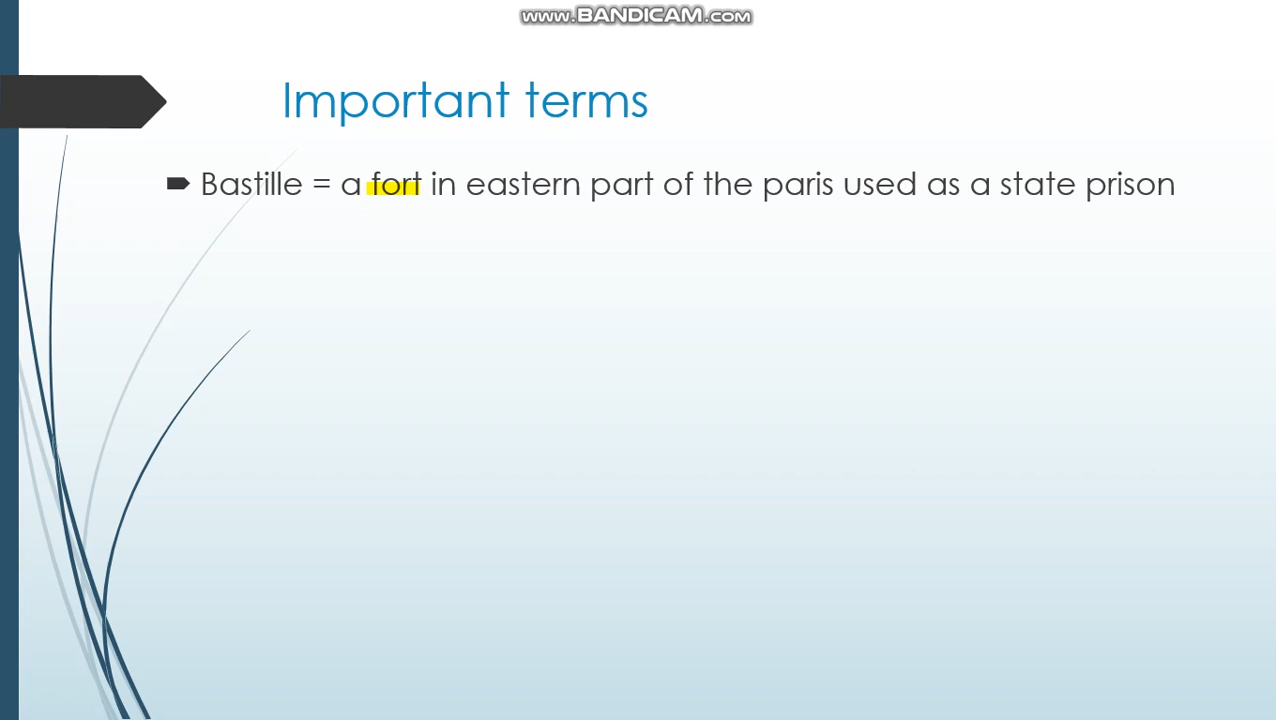 www.BANDICAM.com
Important terms
Bastille = a fort in eastern part of the paris used as a state prison